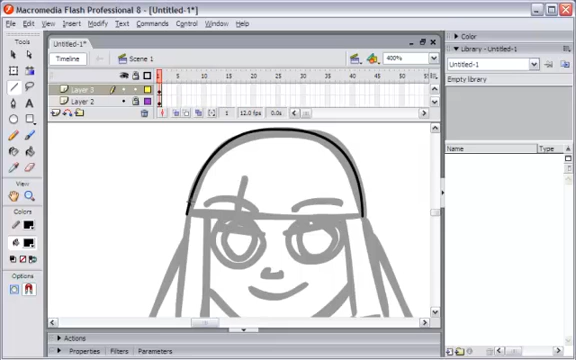 Macromedia Flash Professional 8 - [Untitled-1*]
File Edit View Insert Modify Text Commands Control Window Help
Tools
Untitled-1*
Timeline Scene 1 400%
1 5 10 15 20 25 30 35 40 45 50 55
Layer 3
Layer 2
1 12.0 fps 0.0s
View
Colors
Options
Color
Library - Untitled-1
Untitled-1
Empty library
Name Type
Actions
Properties Filters Parameters